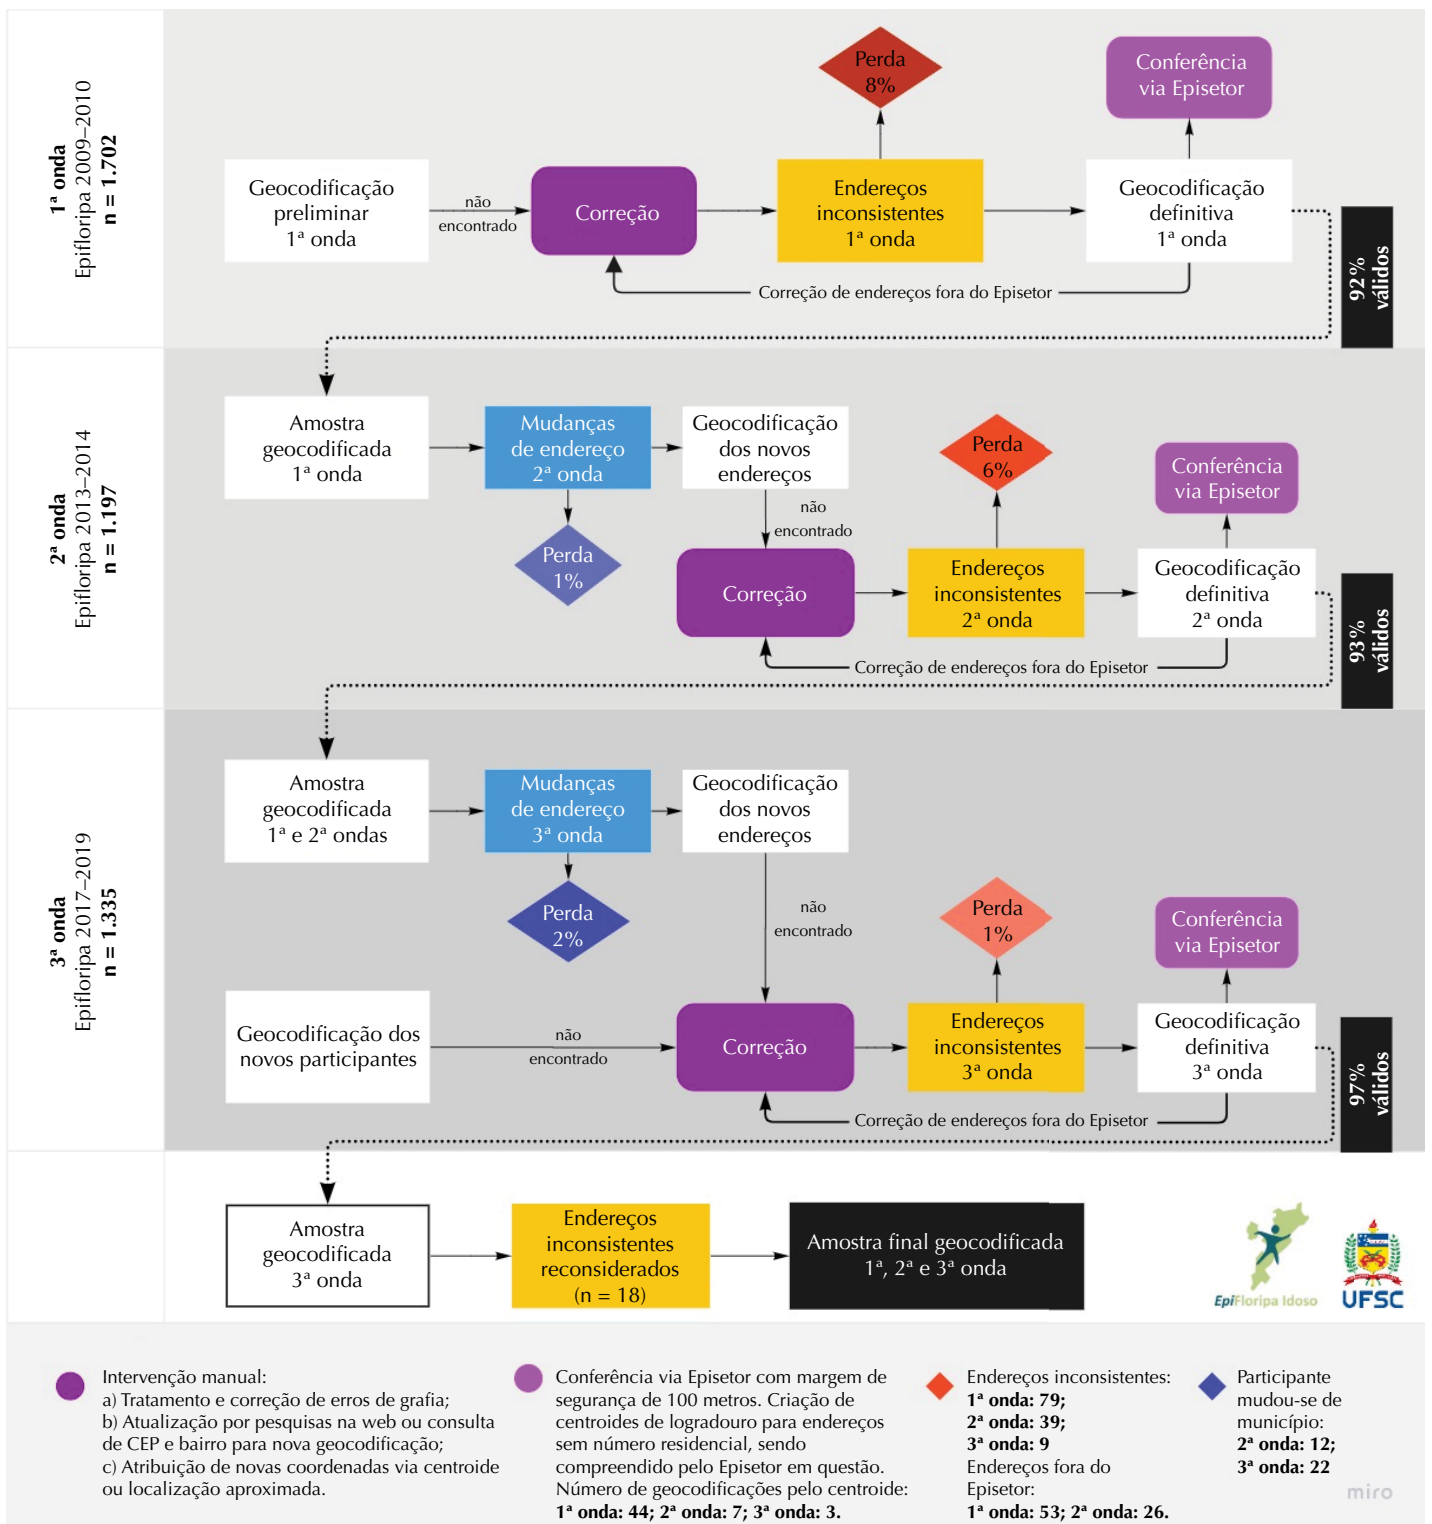 1ª onda
Epifloripa 2009–2010
n = 1.702
Geocodificação
preliminar
1ª onda
não
encontrado
Correção
Perda
8%
Endereços
inconsistentes
1ª onda
Conferência
via Episetor
Geocodificação
definitiva
1ª onda
Correção de endereços fora do Episetor
92%
válidos
2ª onda
Epifloripa 2013–2014
n = 1.197
Amostra
geocodificada
1ª onda
Mudanças
de endereço
2ª onda
Perda
1%
Geocodificação
dos novos
endereços
não
encontrado
Correção
Perda
6%
Endereços
inconsistentes
2ª onda
Conferência
via Episetor
Geocodificação
definitiva
2ª onda
Correção de endereços fora do Episetor
93%
válidos
3ª onda
Epifloripa 2017–2019
n = 1.335
Amostra
geocodificada
1ª e 2ª ondas
Mudanças
de endereço
3ª onda
Perda
2%
Geocodificação
dos novos
endereços
não
encontrado
Geocodificação dos
novos participantes
não
encontrado
Correção
Perda
1%
Endereços
inconsistentes
3ª onda
Conferência
via Episetor
Geocodificação
definitiva
3ª onda
Correção de endereços fora do Episetor
97%
válidos
Amostra
geocodificada
3ª onda
Endereços
inconsistentes
reconsiderados
(n = 18)
Amostra final geocodificada
1ª, 2ª e 3ª onda
EpiFloripa Idoso
UFSC
Intervenção manual:
a) Tratamento e correção de erros de grafia;
b) Atualização por pesquisas na web ou consulta
de CEP e bairro para nova geocodificação;
c) Atribuição de novas coordenadas via centroide
ou localização aproximada.
Conferência via Episetor com margem de
segurança de 100 metros. Criação de
centroides de logradouro para endereços
sem número residencial, sendo
compreendido pelo Episetor em questão.
Número de geocodificações pelo centroide:
1ª onda: 44; 2ª onda: 7; 3ª onda: 3.
Endereços inconsistentes:
1ª onda: 79;
2ª onda: 39;
3ª onda: 9
Endereços fora do
Episetor:
1ª onda: 53; 2ª onda: 26.
Participante
mudou-se de
município:
2ª onda: 12;
3ª onda: 22
miro